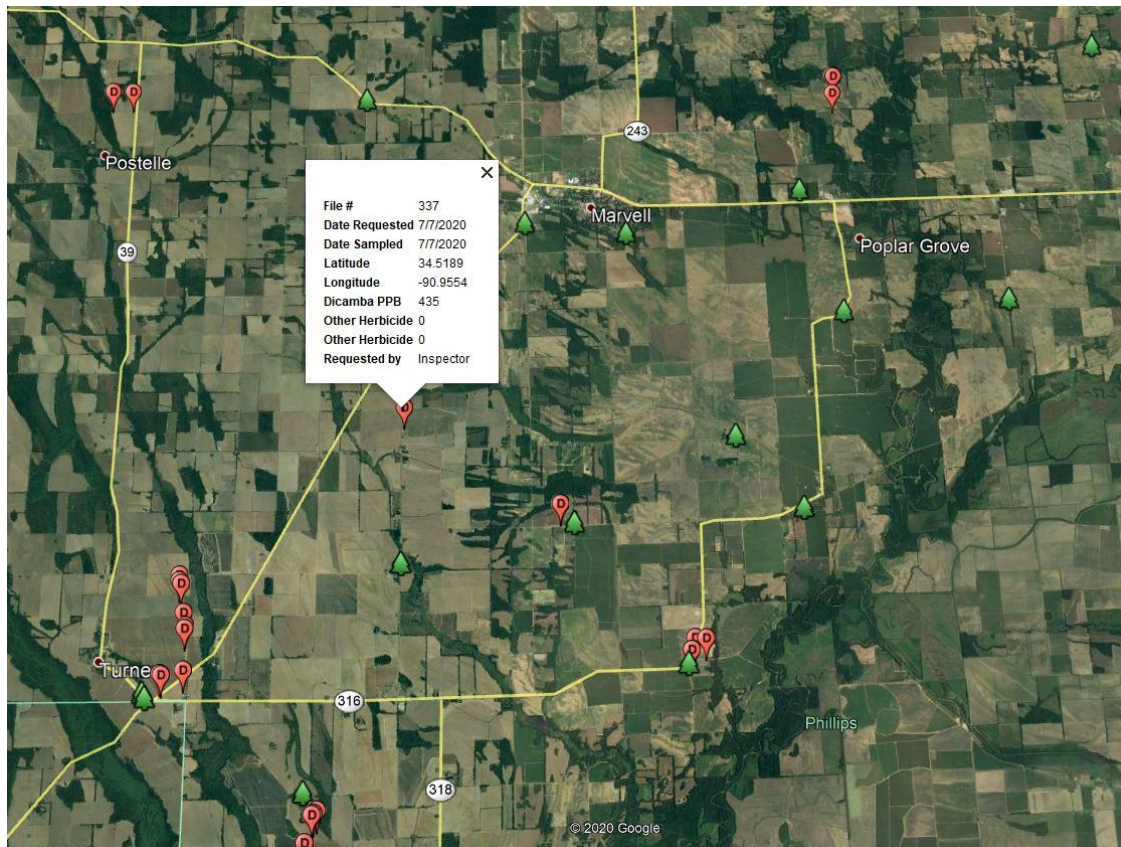 D D
D
D
243
Postelle
File # 337
Date Requested 7/7/2020
Date Sampled 7/7/2020
Latitude 34.5189
Longitude -90.9554
Dicamba PPB 435
Other Herbicide 0
Other Herbicide 0
Requested by Inspector
Marvell
Poplar Grove
39
D
D
D
D
D
D
D D
D
Turne
D
D
316
Phillips
318
D
© 2020 Google
D